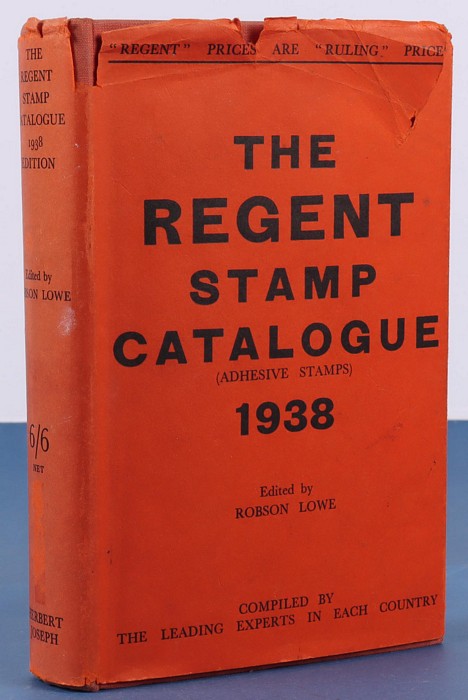 "REGENT" PRICES ARE "RULING" PRICE
THE
REGENT
STAMP
CATALOGUE
(ADHESIVE STAMPS)
1938
Edited by
ROBSON LOWE
COMPILED BY
THE LEADING EXPERTS IN EACH COUNTRY
THE
REGENT
STAMP
CATALOGUE
1938
EDITION
Edited by
ROBSON LOWE
6/6
NET
HERBERT
JOSEPH